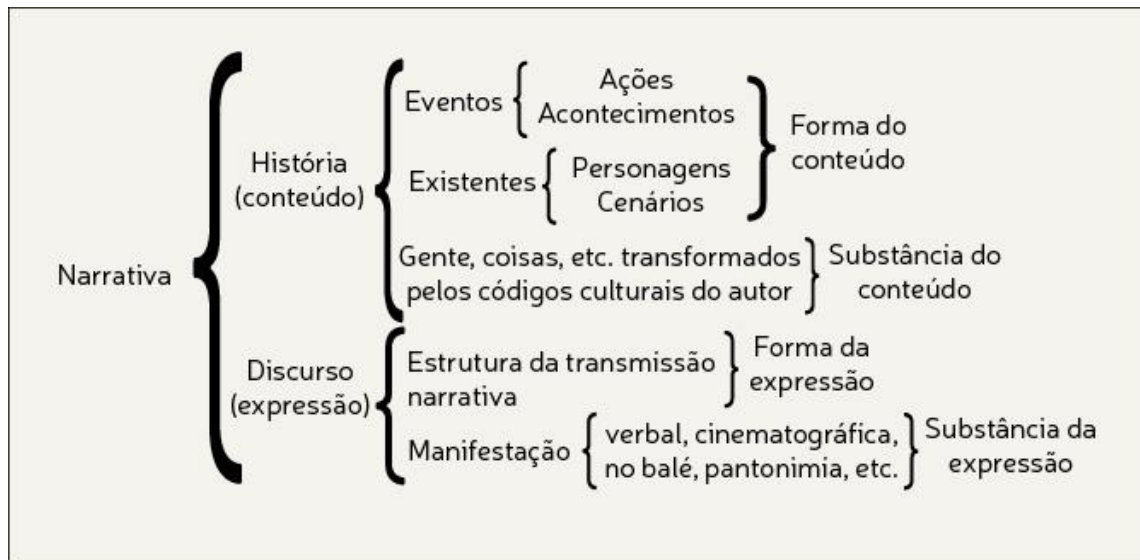 Narrativa
História
(conteúdo)
Eventos
Ações
Acontecimentos
Existentes
Personagens
Cenários
Forma do
conteúdo
Gente, coisas, etc. transformados
pelos códigos culturais do autor
Substância do
conteúdo
Discurso
(expressão)
Estrutura da transmissão
narrativa
Forma da
expressão
Manifestação
verbal, cinematográfica,
no balé, pantonimia, etc.
Substância da
expressão